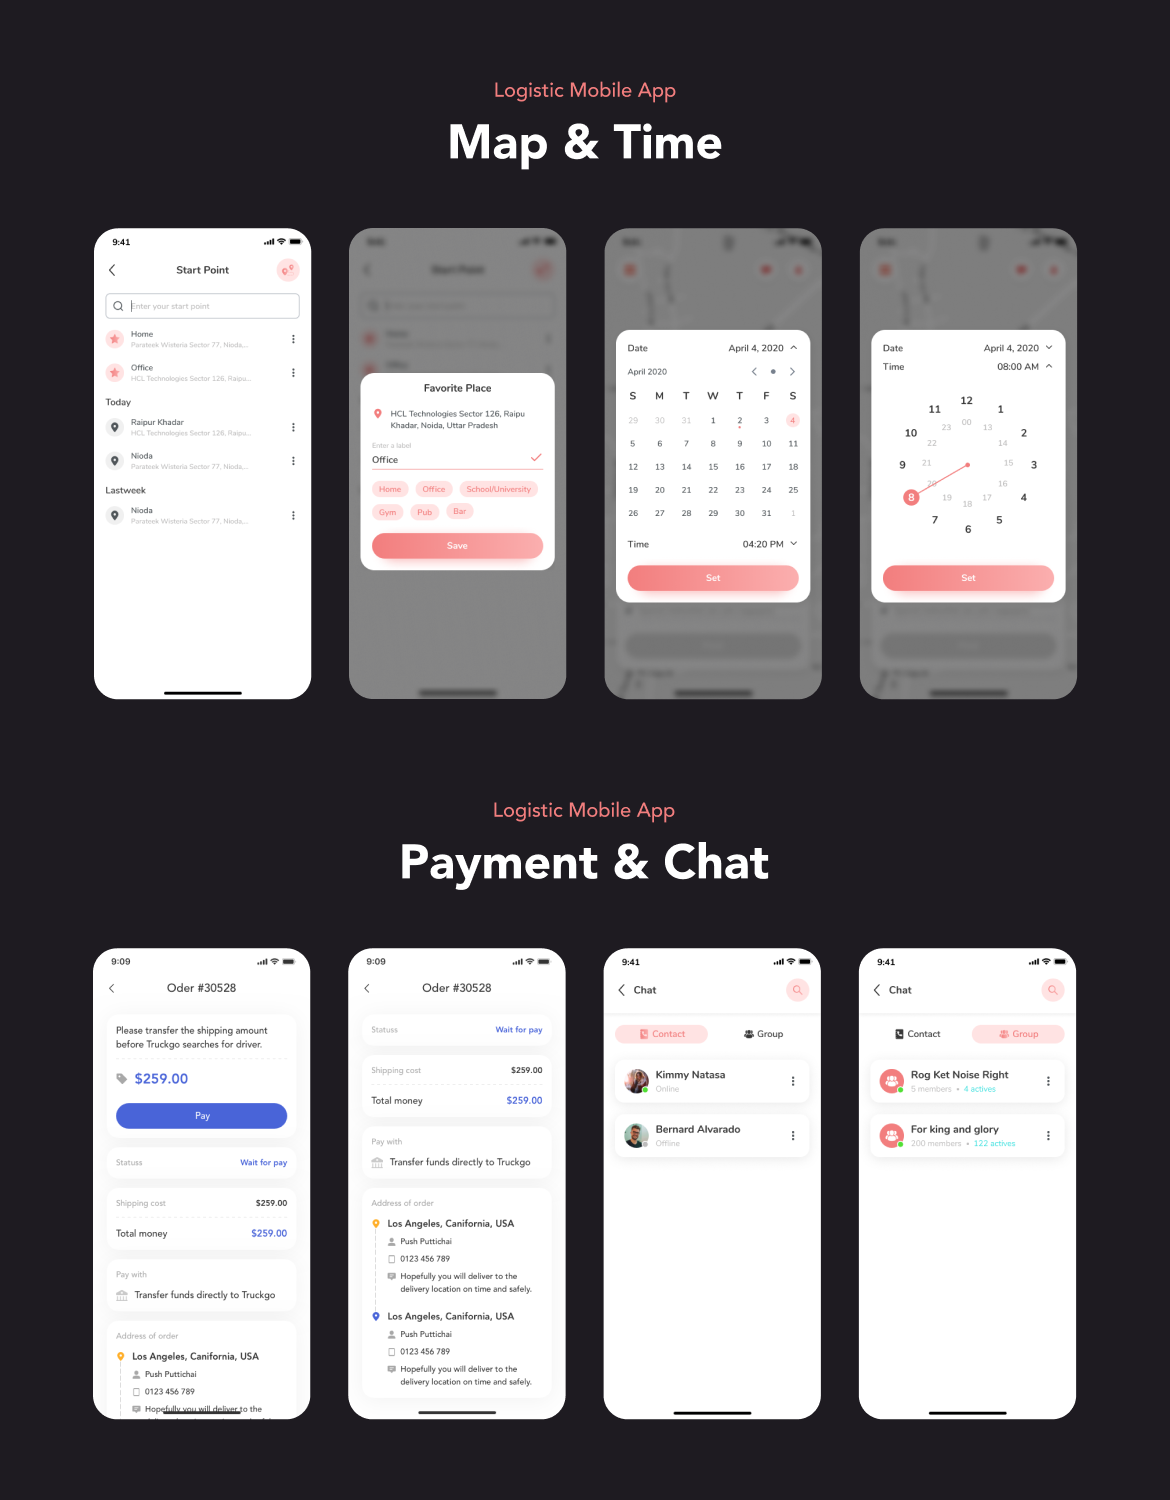 Logistic Mobile App
Map & Time
9:41
Start Point
Enter your start point
Home
Parateek Wisteria Sector 77, Nioda...
Office
HCL Technologies Sector 126, Raipu...
Today
Raipur Khadar
HCL Technologies Sector 126, Raipu...
Nioda
Parateek Wisteria Sector 77, Nioda...
Lastweek
Nioda
Parateek Wisteria Sector 77, Nioda...
Start Point
Favorite Place
HCL Technologies Sector 126, Raipu
Khadar, Noida, Uttar Pradesh
Enter a label
Office
Home Office School/University
Gym Pub Bar
Save
Date April 4, 2020
April 2020
S M T W T F S
29 30 31 1 2 3 4
5 6 7 8 9 10 11
12 13 14 15 16 17 18
19 20 21 22 23 24 25
26 27 28 29 30 31 1
Time 04:20 PM
Set
Date April 4, 2020
Time 08:00 AM
12
11 1
23 00 13
10 2
22 14
9 21 15 3
20 16
8 4
19 18 17
7 5
6
Set
Logistic Mobile App
Payment & Chat
9:09
Oder #30528
Please transfer the shipping amount
before Truckgo searches for driver.
$259.00
Pay
Statuss Wait for pay
Shipping cost $259.00
Total money $259.00
Pay with
Transfer funds directly to Truckgo
Address of order
Los Angeles, Canifornia, USA
Push Puttichai
0123 456 789
Hopefully you will deliver to the
9:09
Oder #30528
Statuss Wait for pay
Shipping cost $259.00
Total money $259.00
Pay with
Transfer funds directly to Truckgo
Address of order
Los Angeles, Canifornia, USA
Push Puttichai
0123 456 789
Hopefully you will deliver to the
delivery location on time and safely.
Los Angeles, Canifornia, USA
Push Puttichai
0123 456 789
Hopefully you will deliver to the
delivery location on time and safely.
9:41
Chat
Contact Group
Kimmy Natasa
Online
Bernard Alvarado
Offline
9:41
Chat
Contact Group
Rog Ket Noise Right
5 members • 4 actives
For king and glory
200 members • 122 actives